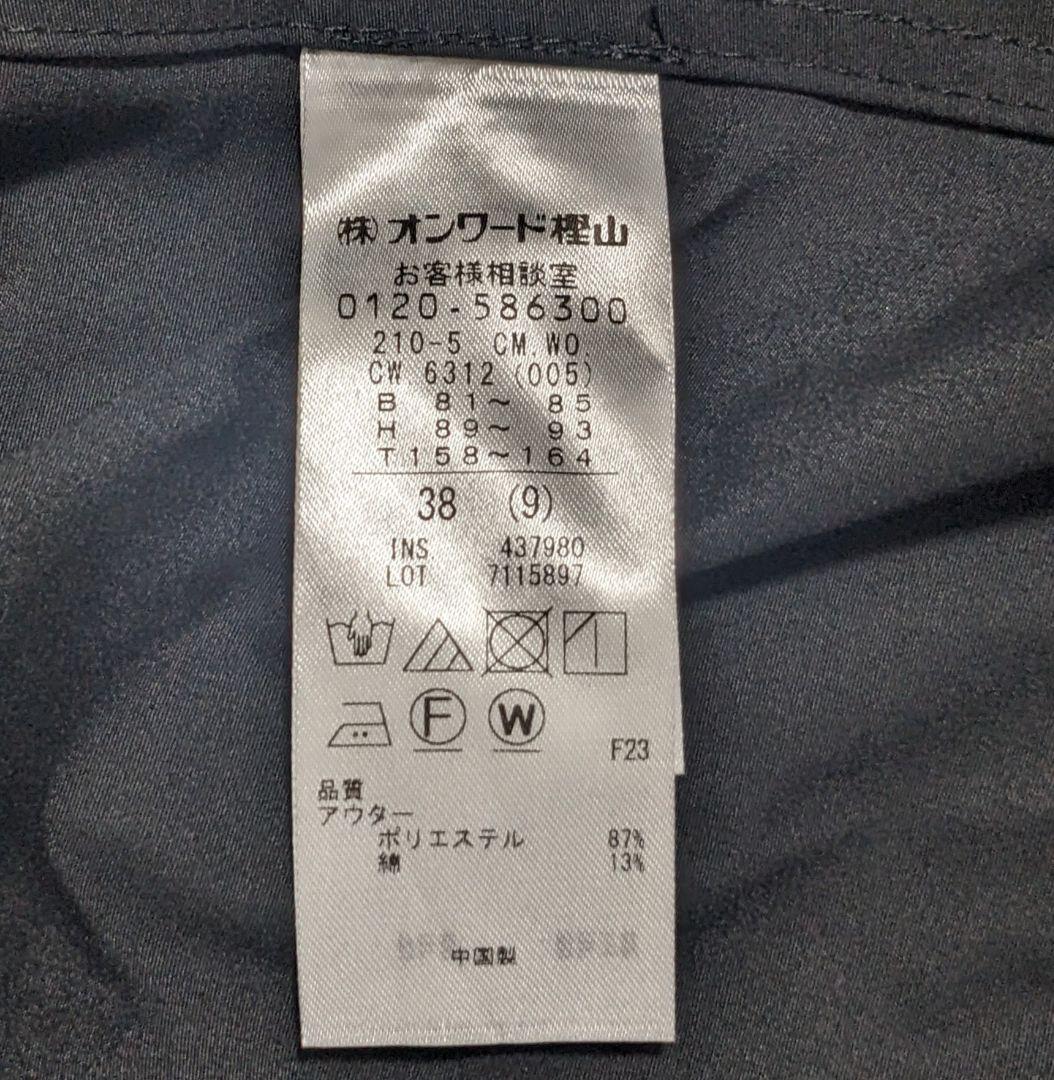 ㈱オンワード樫山
お客様相談室
0120-586300
210-5 CM.WO.
CW 6312 (005)
B 81〜 85
H 89〜 93
T158〜164
38 (9)
INS 437980
LOT 7115897
F W
F23
品質
アウター
ポリエステル 87%
綿 13%
中国製